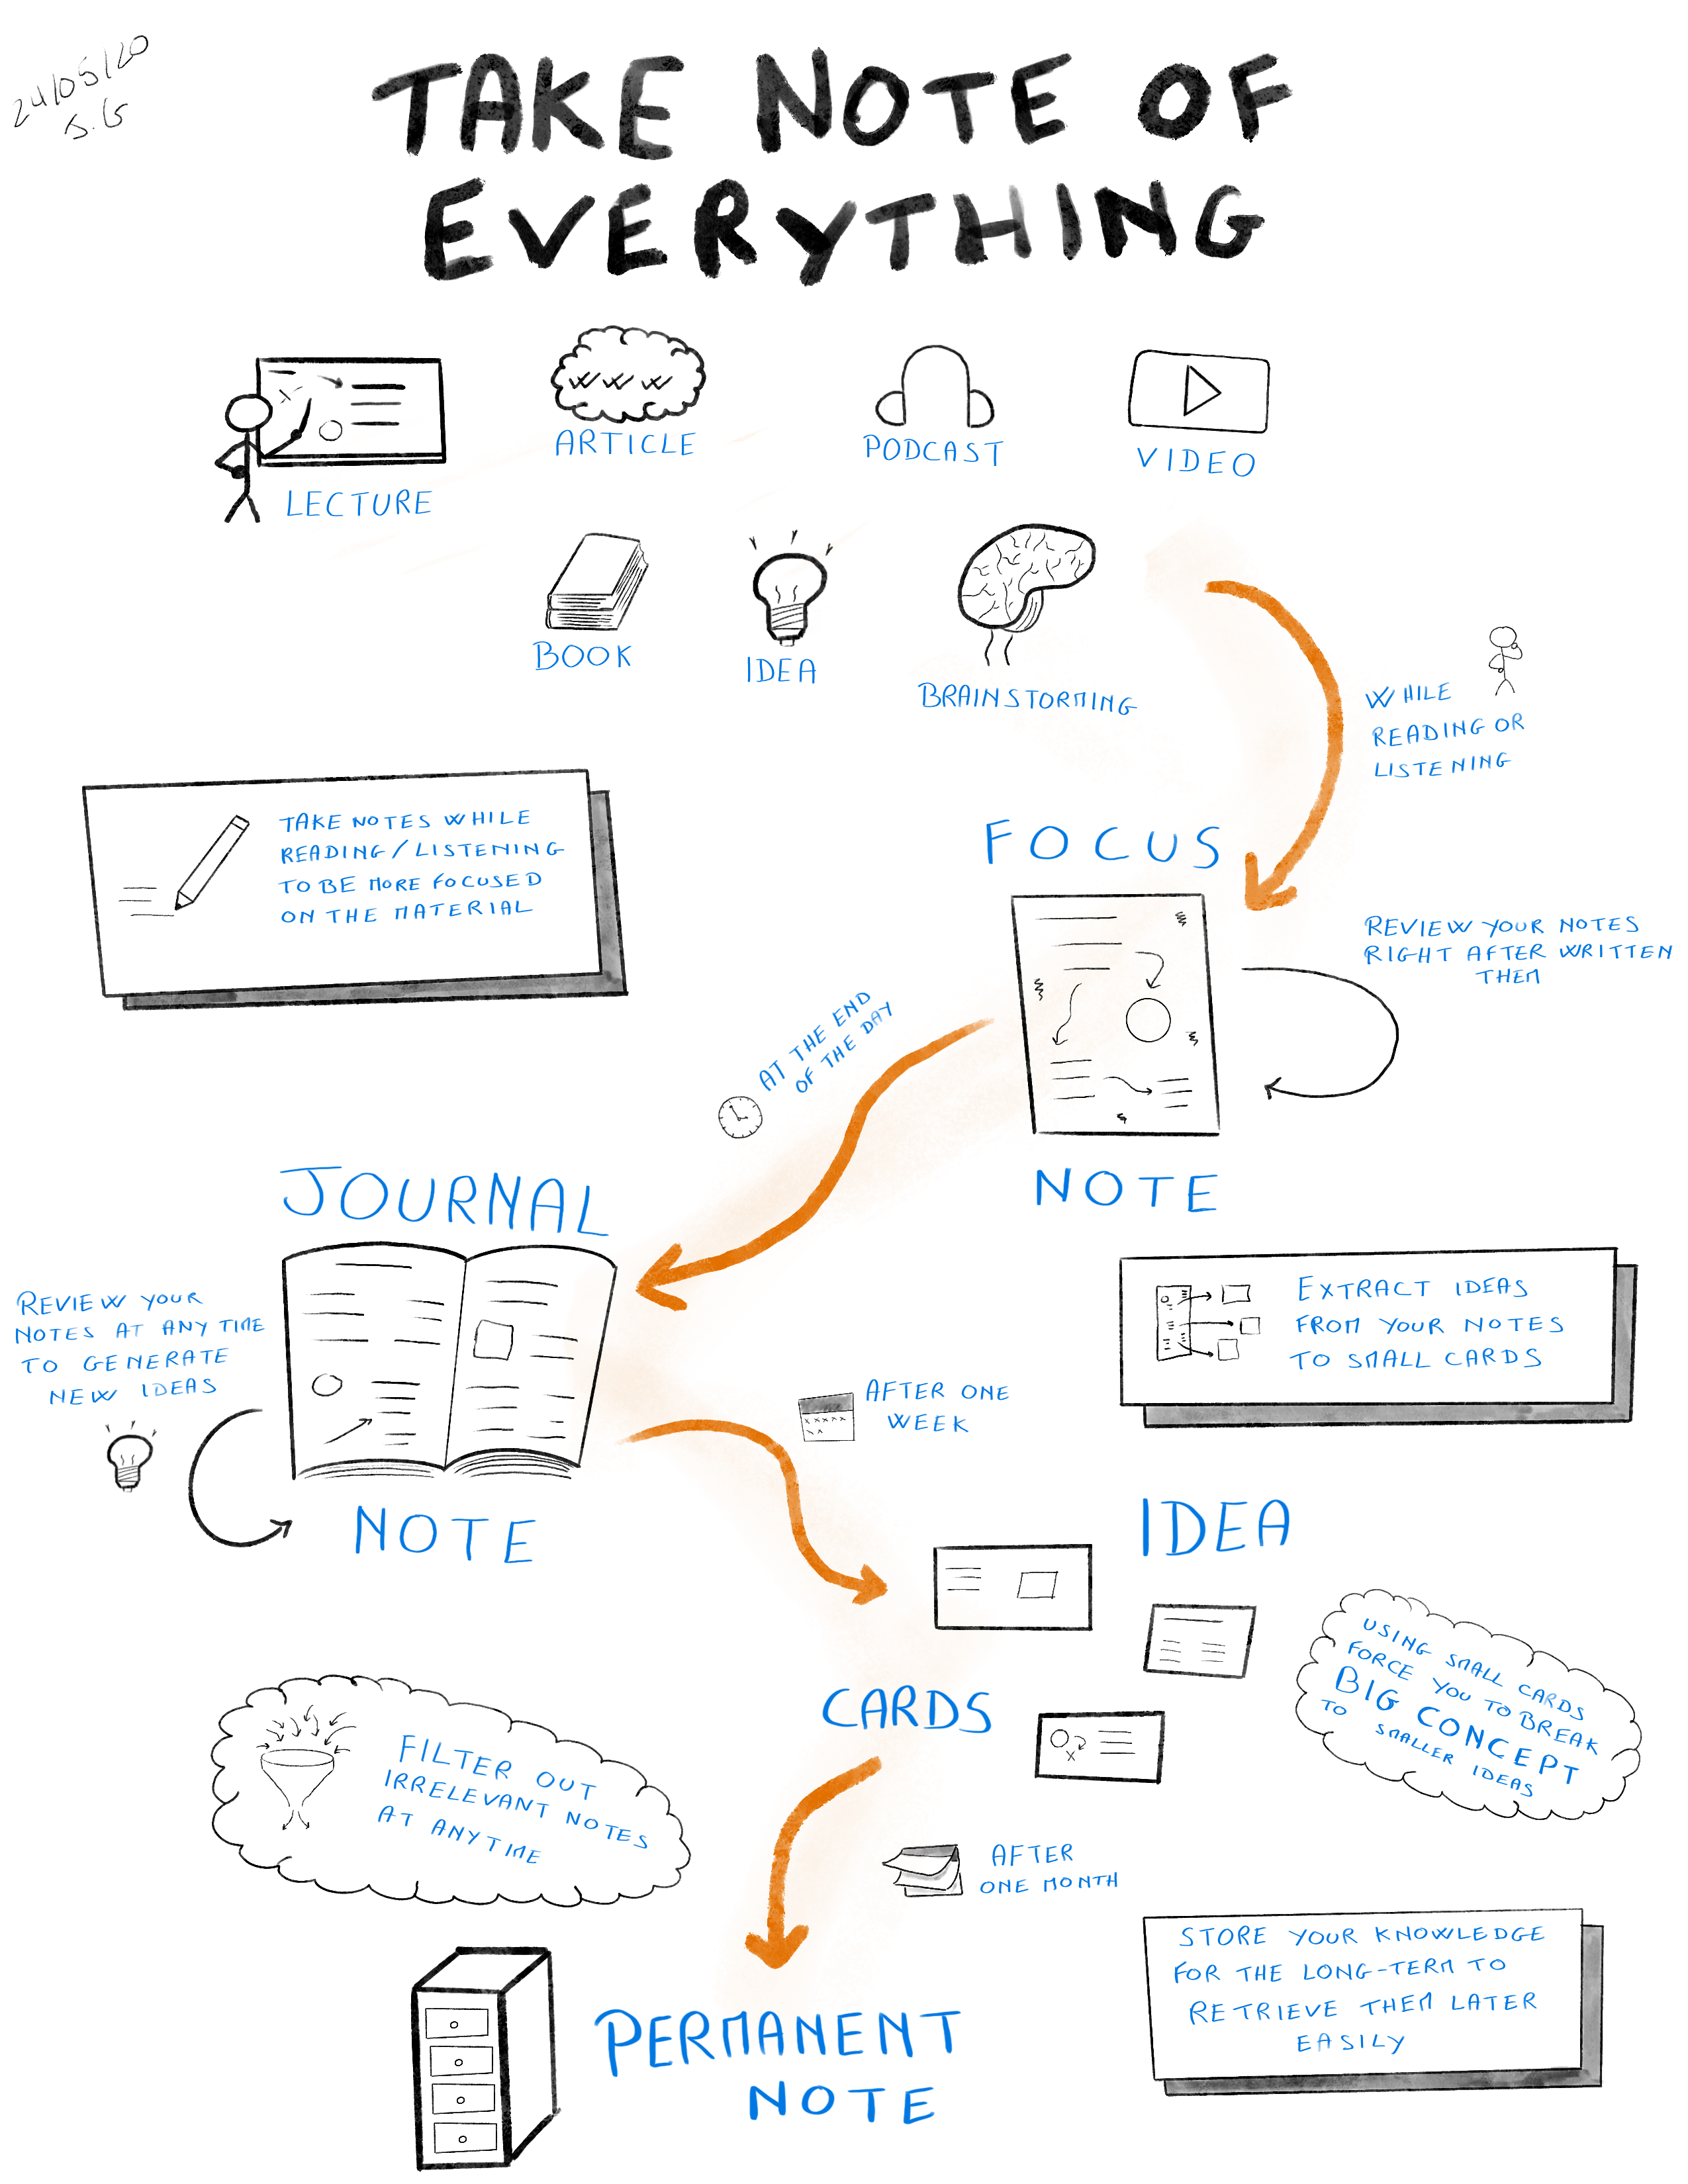 24/05/20
J.G
TAKE NOTE OF
EVERYTHING
LECTURE
ARTICLE
PODCAST
VIDEO
BOOK
IDEA
BRAINSTORMING
WHILE
READING OR
LISTENING
TAKE NOTES WHILE
READING/LISTENING
TO BE MORE FOCUSED
ON THE MATERIAL
FOCUS
NOTE
REVIEW YOUR NOTES
RIGHT AFTER WRITTEN
THEM
AT THE END
OF THE DAY
JOURNAL
NOTE
REVIEW YOUR
NOTES AT ANY TIME
TO GENERATE
NEW IDEAS
EXTRACT IDEAS
FROM YOUR NOTES
TO SMALL CARDS
AFTER ONE
WEEK
IDEA
CARDS
USING SMALL CARDS
FORCE YOU TO BREAK
BIG CONCEPT
TO SMALLER IDEAS
FILTER OUT
IRRELEVANT NOTES
AT ANYTIME
AFTER
ONE MONTH
STORE YOUR KNOWLEDGE
FOR THE LONG-TERM TO
RETRIEVE THEM LATER
EASILY
PERMANENT
NOTE